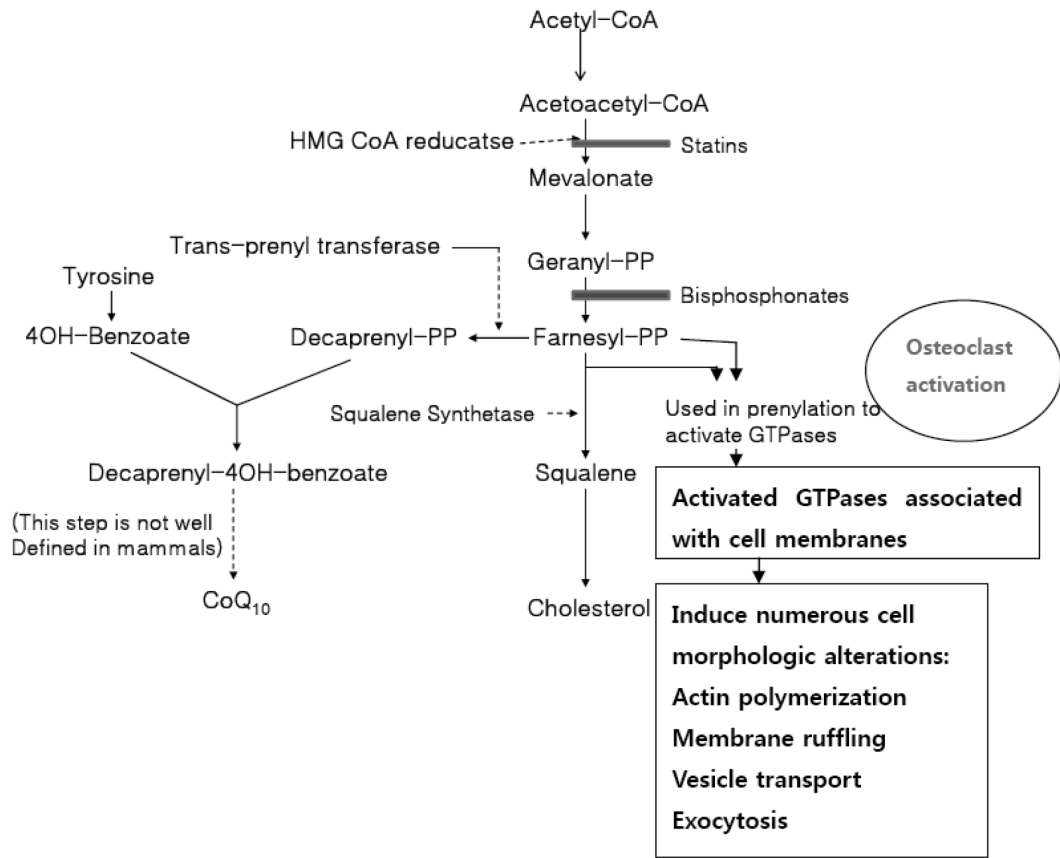 Acetyl-CoA
Acetoacetyl-CoA
HMG CoA reducatse
Statins
Mevalonate
Trans-prenyl transferase
Geranyl-PP
Tyrosine
Bisphosphonates
4OH-Benzoate
Decaprenyl-PP
Farnesyl-PP
Osteoclast
activation
Squalene Synthetase
Used in prenylation to
activate GTPases
Decaprenyl-4OH-benzoate
Squalene
Activated GTPases associated
with cell membranes
(This step is not well
Defined in mammals)
CoQ10
Cholesterol
Induce numerous cell
morphologic alterations:
Actin polymerization
Membrane ruffling
Vesicle transport
Exocytosis